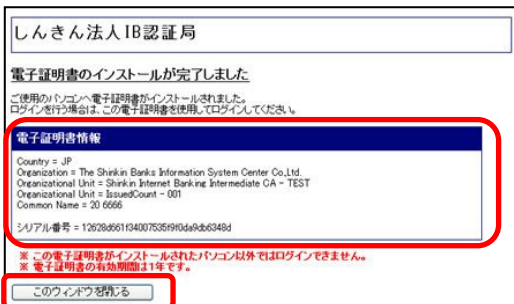 しんきん法人IB認証局
電子証明書のインストールが完了しました
ご使用のパソコンへ電子証明書がインストールされました。
ログインを行う場合は、この電子証明書を使用してログインしてください。
電子証明書情報
Country = JP
Organization = The Shinkin Banks Information System Center Co.,Ltd.
Organizational Unit = Shinkin Internet Banking Intermediate CA - TEST
Organizational Unit = IssuedCount - 001
Common Name = 20 6666
シリアル番号 = 12628d661f34007535f9f0da9db6348d
※ この電子証明書がインストールされたパソコン以外ではログインできません。
※ 電子証明書の有効期間は1年です。
このウィンドウを閉じる